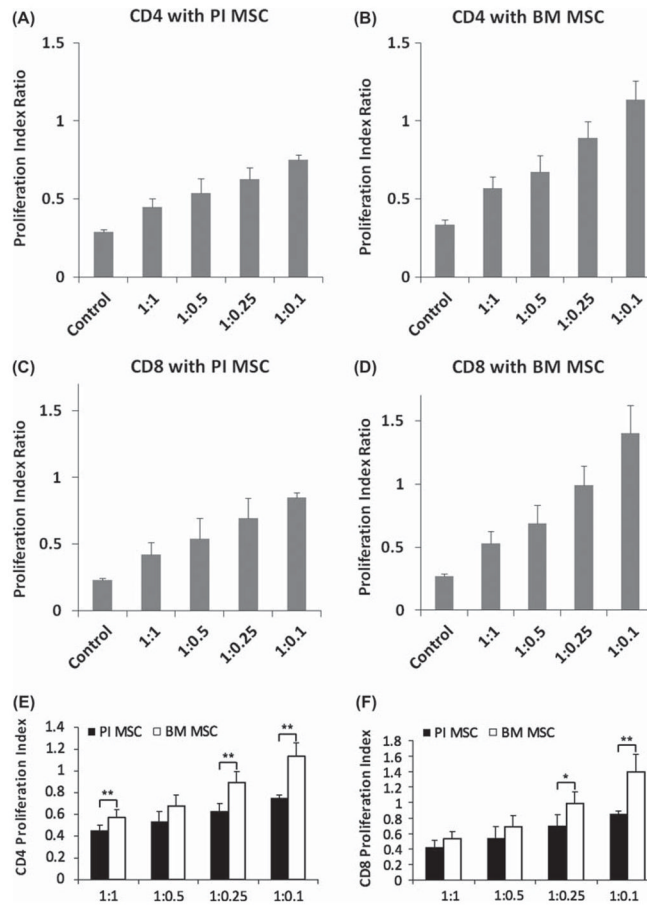 (A) CD4 with PI MSC
Proliferation Index Ratio
1.5
1
0.5
0
Control 1:1 1:0.5 1:0.25 1:0.1
(B) CD4 with BM MSC
Proliferation Index Ratio
1.5
1
0.5
0
Control 1:1 1:0.5 1:0.25 1:0.1
(C) CD8 with PI MSC
Proliferation Index Ratio
1.5
1
0.5
0
Control 1:1 1:0.5 1:0.25 1:0.1
(D) CD8 with BM MSC
Proliferation Index Ratio
1.5
1
0.5
0
Control 1:1 1:0.5 1:0.25 1:0.1
(E)
CD4 Proliferation Index
1.4
1.2
1
0.8
0.6
0.4
0.2
0
PI MSC BM MSC
** ** **
1:1 1:0.5 1:0.25 1:0.1
(F)
CD8 Proliferation Index
1.8
1.6
1.4
1.2
1
0.8
0.6
0.4
0.2
0
PI MSC BM MSC
* **
1:1 1:0.5 1:0.25 1:0.1